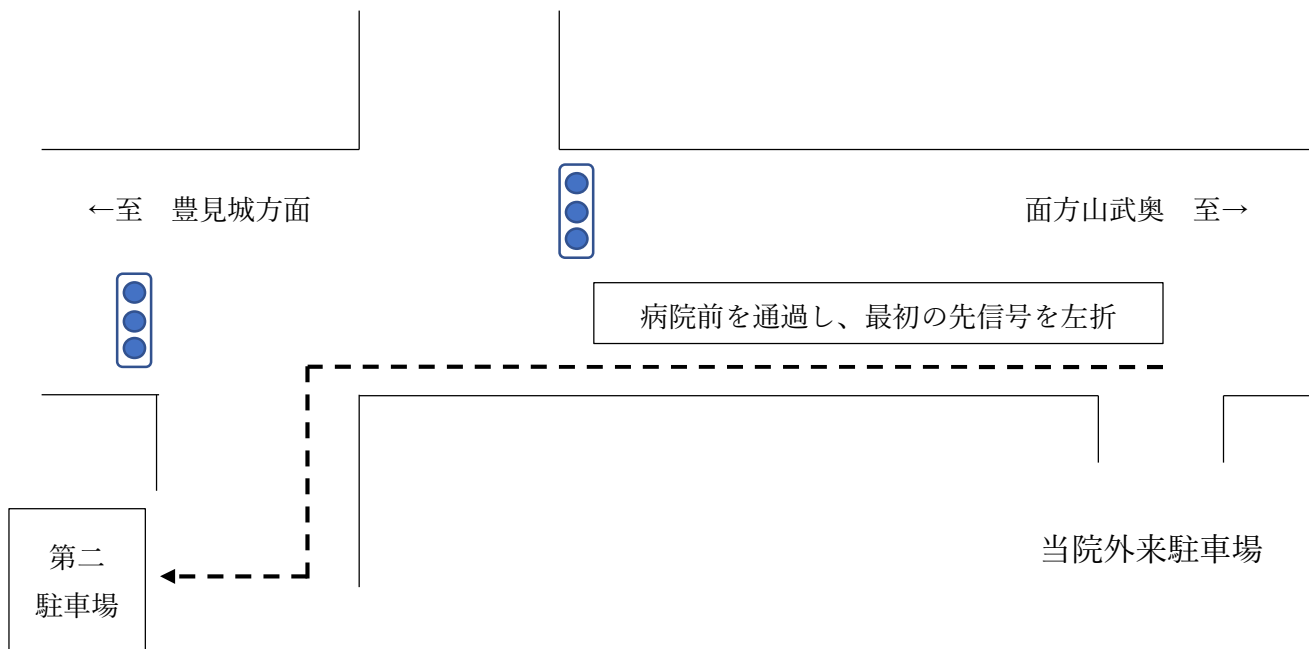 ←至　豊見城方面
面方山武奥　至→
病院前を通過し、最初の先信号を左折
当院外来駐車場
第二
駐車場